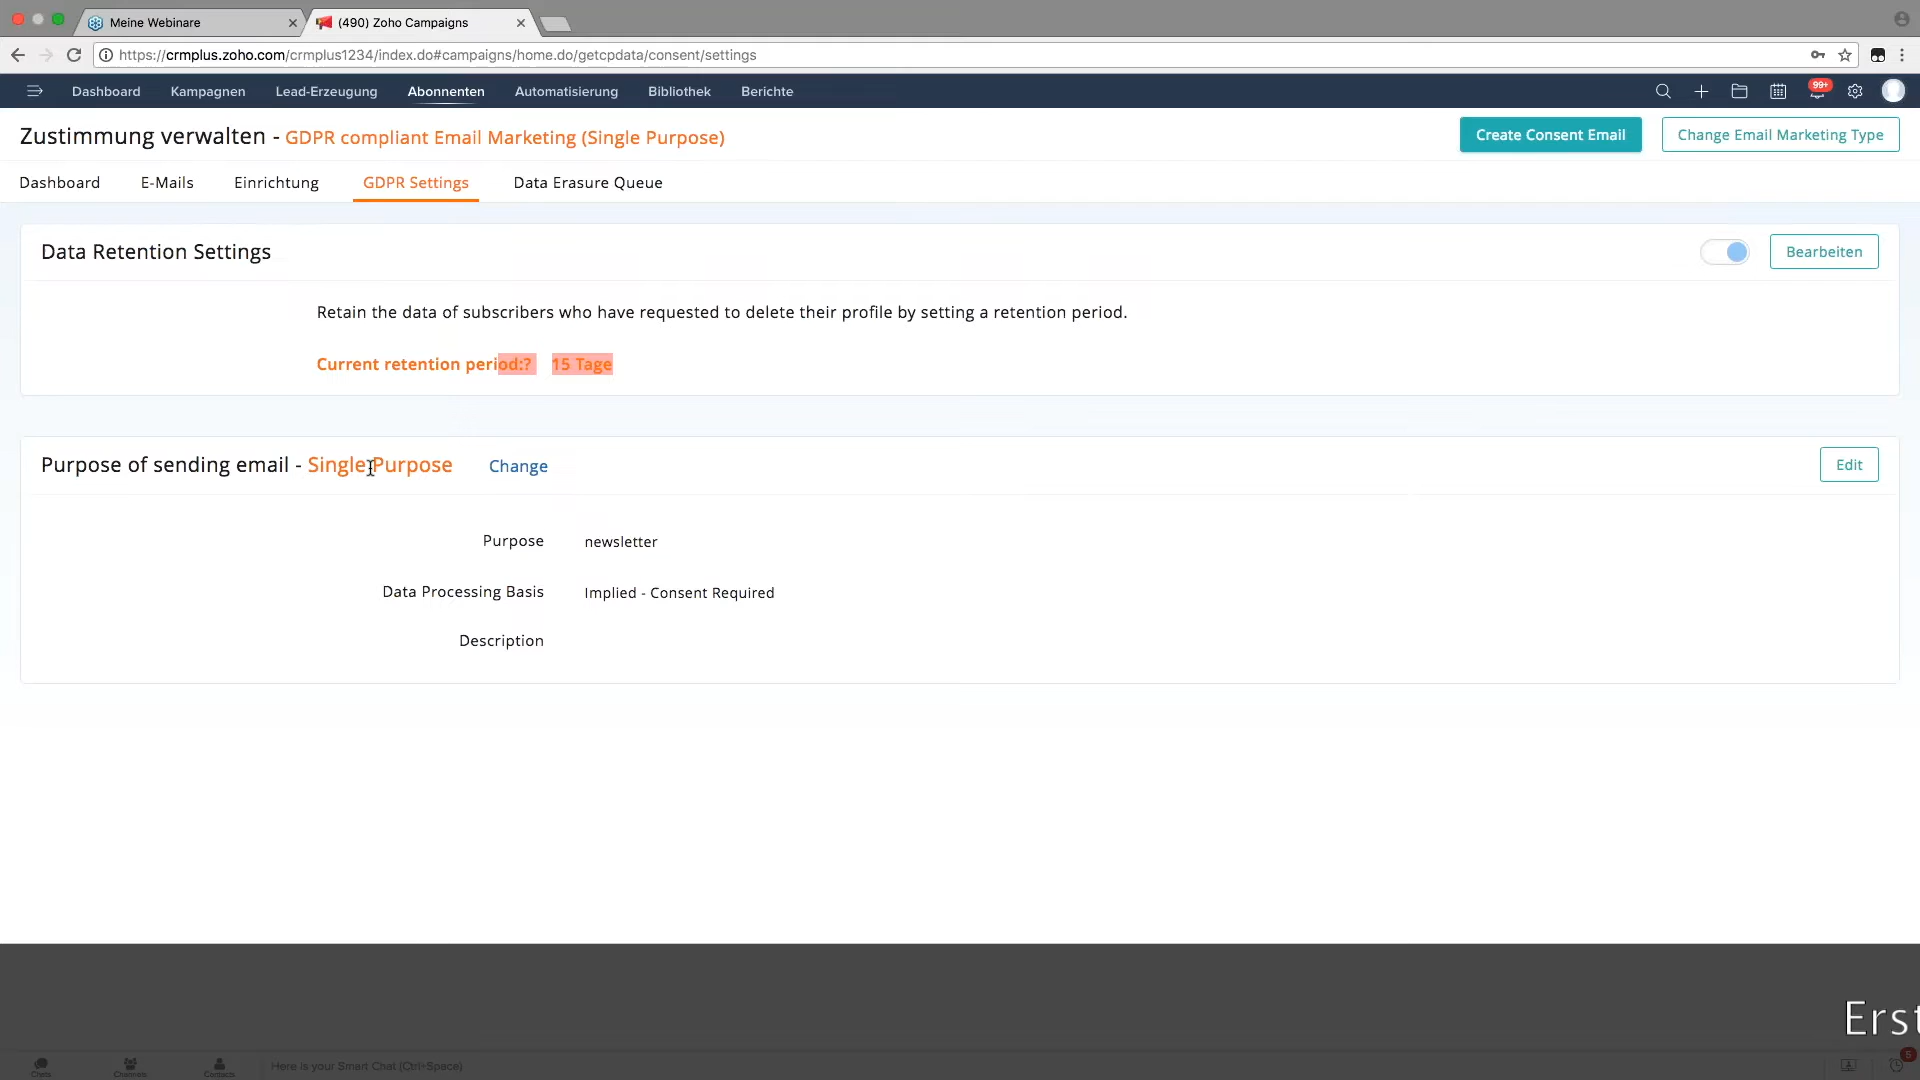 Meine Webinare
(490) Zoho Campaigns
https://crmplus.zoho.com/crmplus1234/index.do#campaigns/home.do/getcpdata/consent/settings
Dashboard Kampagnen Lead-Erzeugung Abonnenten Automatisierung Bibliothek Berichte 99+
Zustimmung verwalten - GDPR compliant Email Marketing (Single Purpose) Create Consent Email Change Email Marketing Type
Dashboard E-Mails Einrichtung GDPR Settings Data Erasure Queue
Data Retention Settings Bearbeiten
Retain the data of subscribers who have requested to delete their profile by setting a retention period.
Current retention period:? 15 Tage
Purpose of sending email - Single Purpose Change Edit
Purpose newsletter
Data Processing Basis Implied - Consent Required
Description
Erst
5
Chats Channels Contacts Here is your Smart Chat (Ctrl+Space)